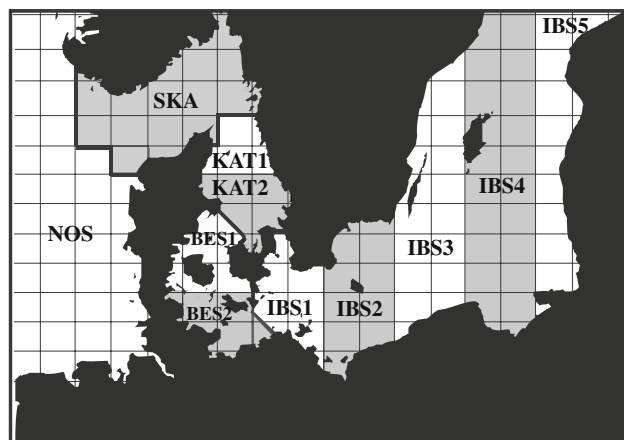 IBS5
SKA
KAT1
KAT2
IBS4
NOS
BES1
IBS3
BES2
IBS1
IBS2